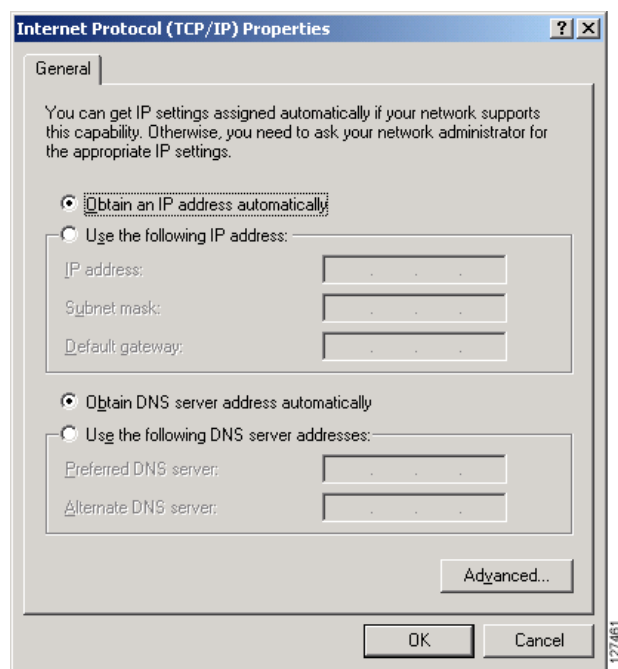 Internet Protocol (TCP/IP) Properties
General
You can get IP settings assigned automatically if your network supports
this capability. Otherwise, you need to ask your network administrator for
the appropriate IP settings.
Obtain an IP address automatically
Use the following IP address:
IP address:
Subnet mask:
Default gateway:
Obtain DNS server address automatically
Use the following DNS server addresses:
Preferred DNS server:
Alternate DNS server:
Advanced...
OK Cancel
127461